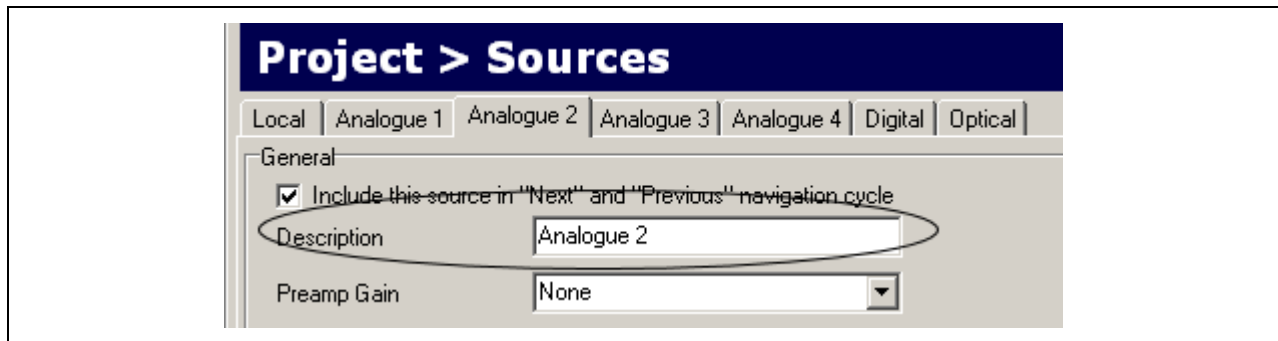 Project > Sources
Local Analogue 1 Analogue 2 Analogue 3 Analogue 4 Digital Optical
General
Include this source in "Next" and "Previous" navigation cycle
Description Analogue 2
Preamp Gain None